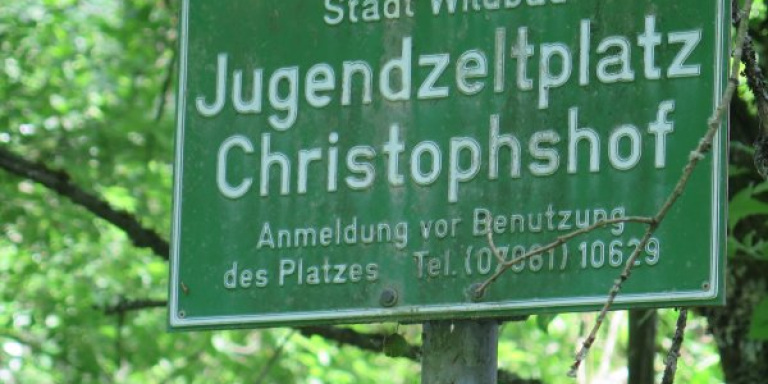 Stadt Wildbad
Jugendzeltplatz
Christophshof
Anmeldung vor Benutzung
des Platzes Tel. (07081) 10629